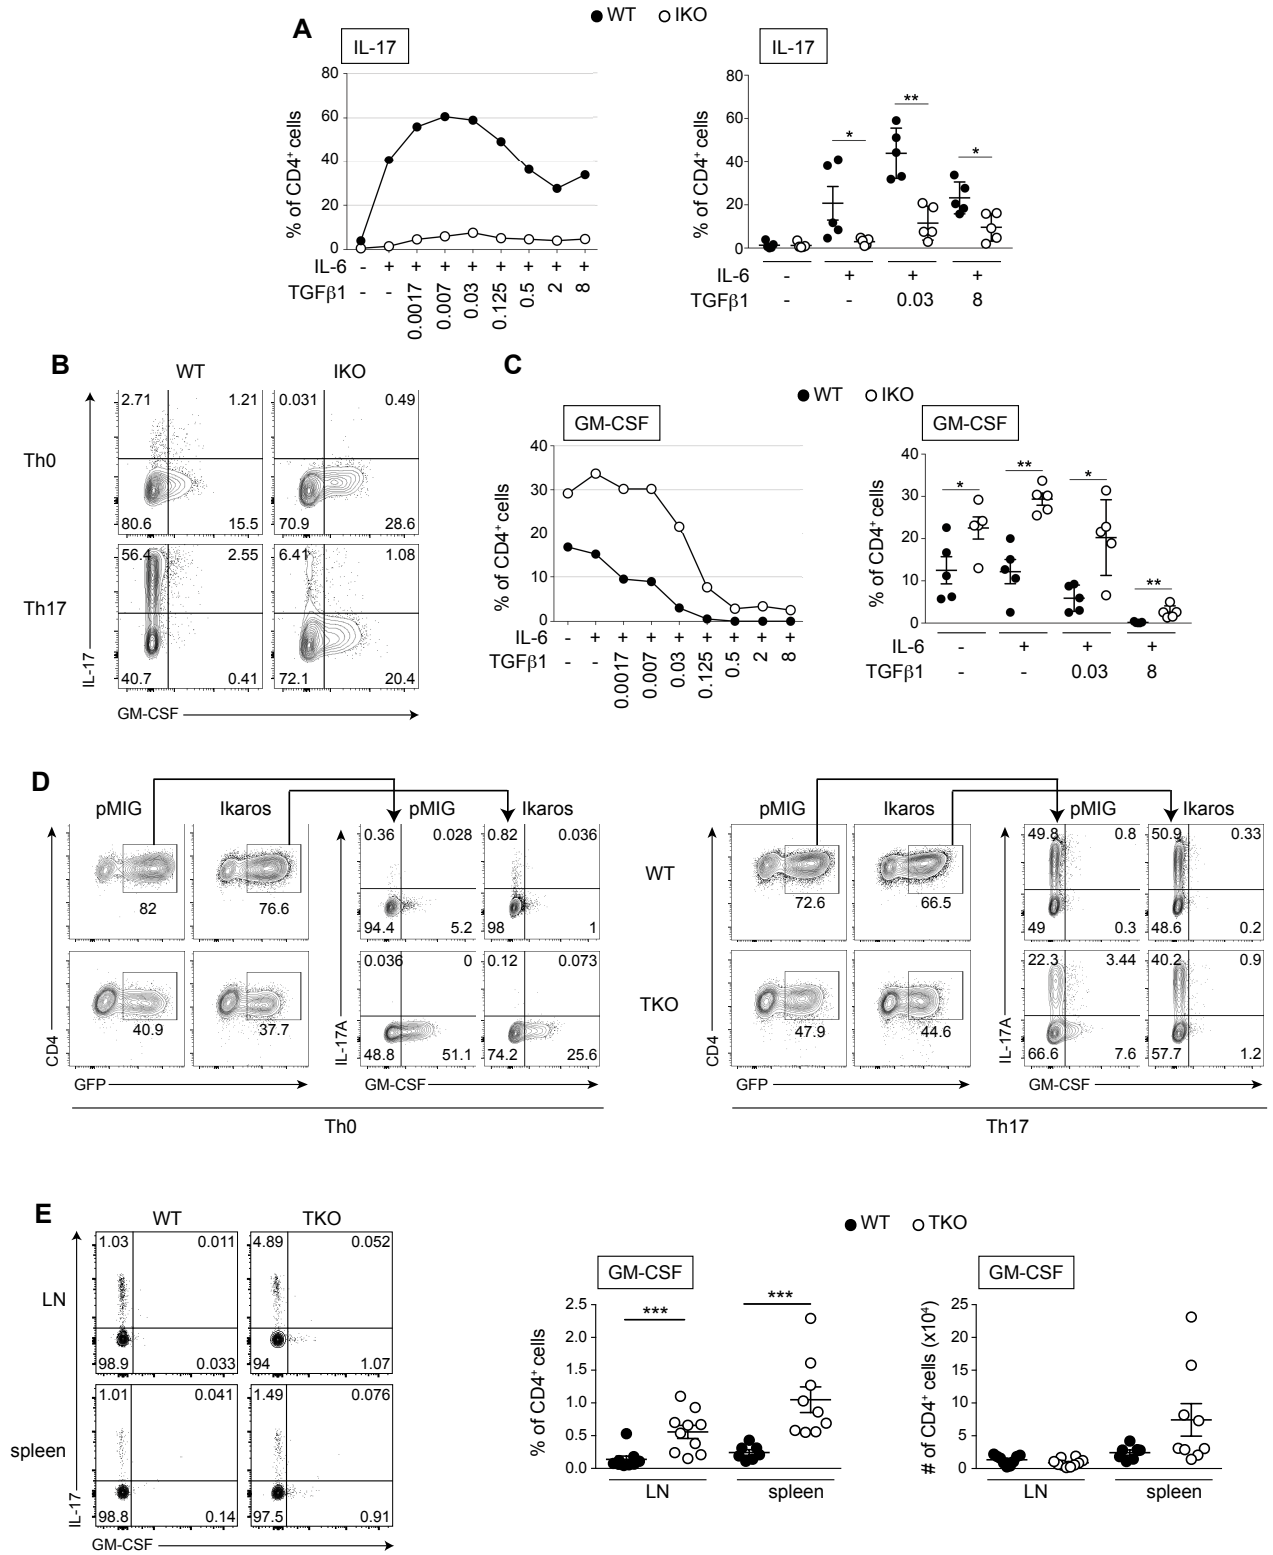 WT IKO
A
IL-17
80
60
40
20
0
% of CD4+ cells
IL-6 - + + + + + + + +
TGFβ1 - - 0.0017 0.007 0.03 0.125 0.5 2 8
IL-17
80
60
40
20
0
% of CD4+ cells
* ** *
IL-6 - + + +
TGFβ1 - - 0.03 8
B
WT IKO
Th0
2.71 1.21 0.031 0.49
80.6 15.5 70.9 28.6
Th17
56.4 2.55 6.41 1.08
40.7 0.41 72.1 20.4
IL-17
GM-CSF
C
WT IKO
GM-CSF
40
30
20
10
0
% of CD4+ cells
IL-6 - + + + + + + + +
TGFβ1 - - 0.0017 0.007 0.03 0.125 0.5 2 8
GM-CSF
40
30
20
10
0
% of CD4+ cells
* ** * **
IL-6 - + + +
TGFβ1 - - 0.03 8
D
pMIG Ikaros pMIG Ikaros
82 76.6
0.36 0.028 0.82 0.036
94.4 5.2 98 1
40.9 37.7
0.036 0 0.12 0.073
48.8 51.1 74.2 25.6
CD4
GFP
IL-17A
GM-CSF
Th0
pMIG Ikaros pMIG Ikaros
WT
72.6 66.5
49.8 0.8 50.9 0.33
49 0.3 48.6 0.2
TKO
47.9 44.6
22.3 3.44 40.2 0.9
66.6 7.6 57.7 1.2
CD4
GFP
IL-17A
GM-CSF
Th17
E
WT TKO
LN
1.03 0.011 4.89 0.052
98.9 0.033 94 1.07
spleen
1.01 0.041 1.49 0.076
98.8 0.14 97.5 0.91
IL-17
GM-CSF
WT TKO
GM-CSF
2.5
2.0
1.5
1.0
0.5
0.0
% of CD4+ cells
*** ***
LN spleen
GM-CSF
25
20
15
10
5
0
# of CD4+ cells (x10⁴)
LN spleen